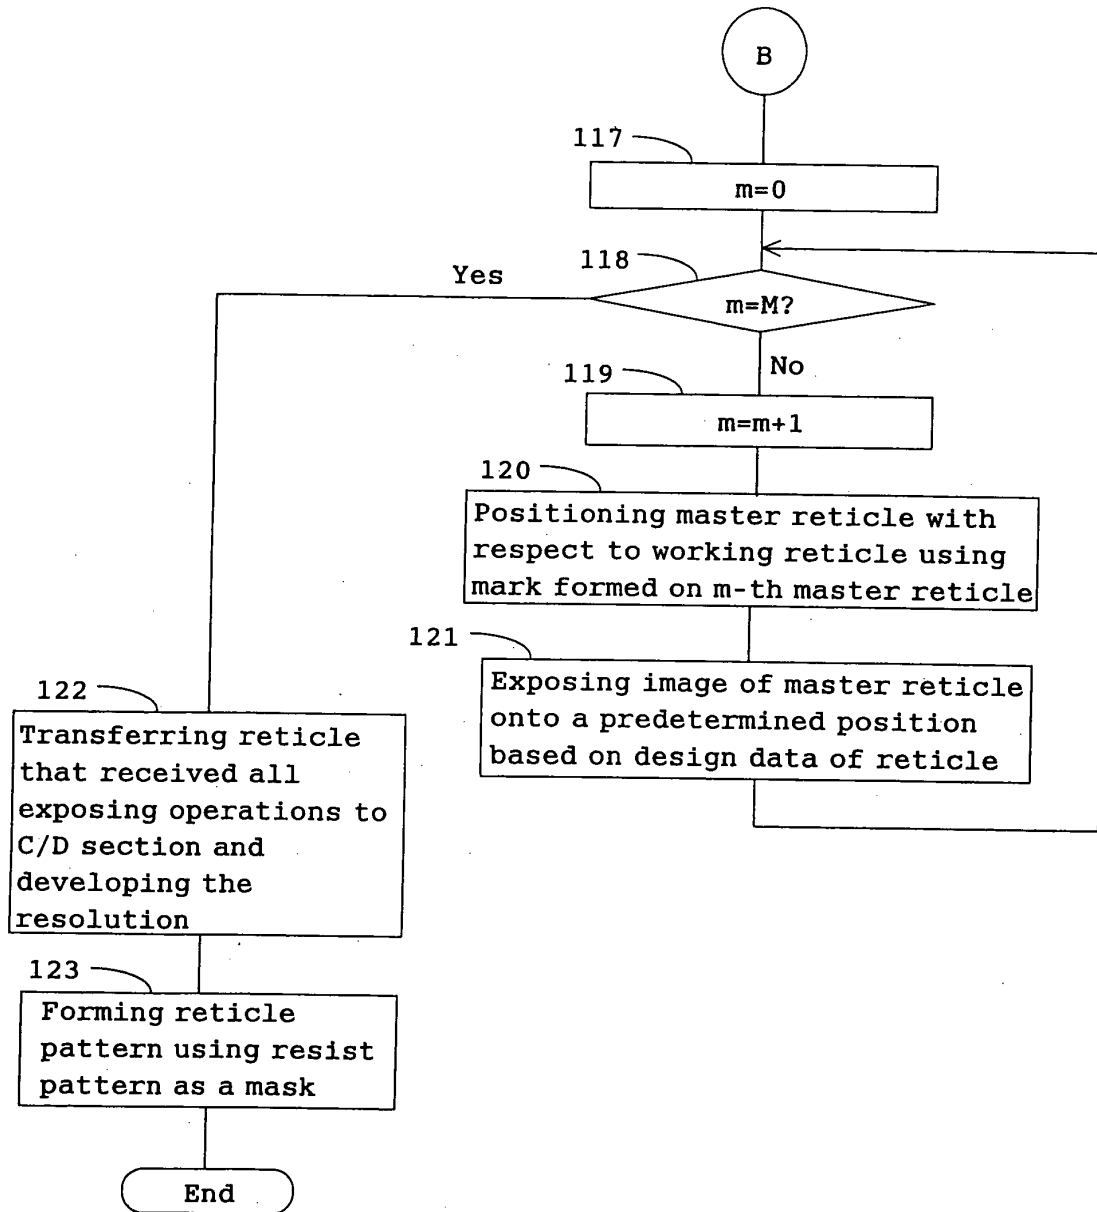 B
117
m=0
118
Yes
m=M?
No
119
m=m+1
120
Positioning master reticle with
respect to working reticle using
mark formed on m-th master reticle
121
Exposing image of master reticle
onto a predetermined position
based on design data of reticle
122
Transferring reticle
that received all
exposing operations to
C/D section and
developing the
resolution
123
Forming reticle
pattern using resist
pattern as a mask
End